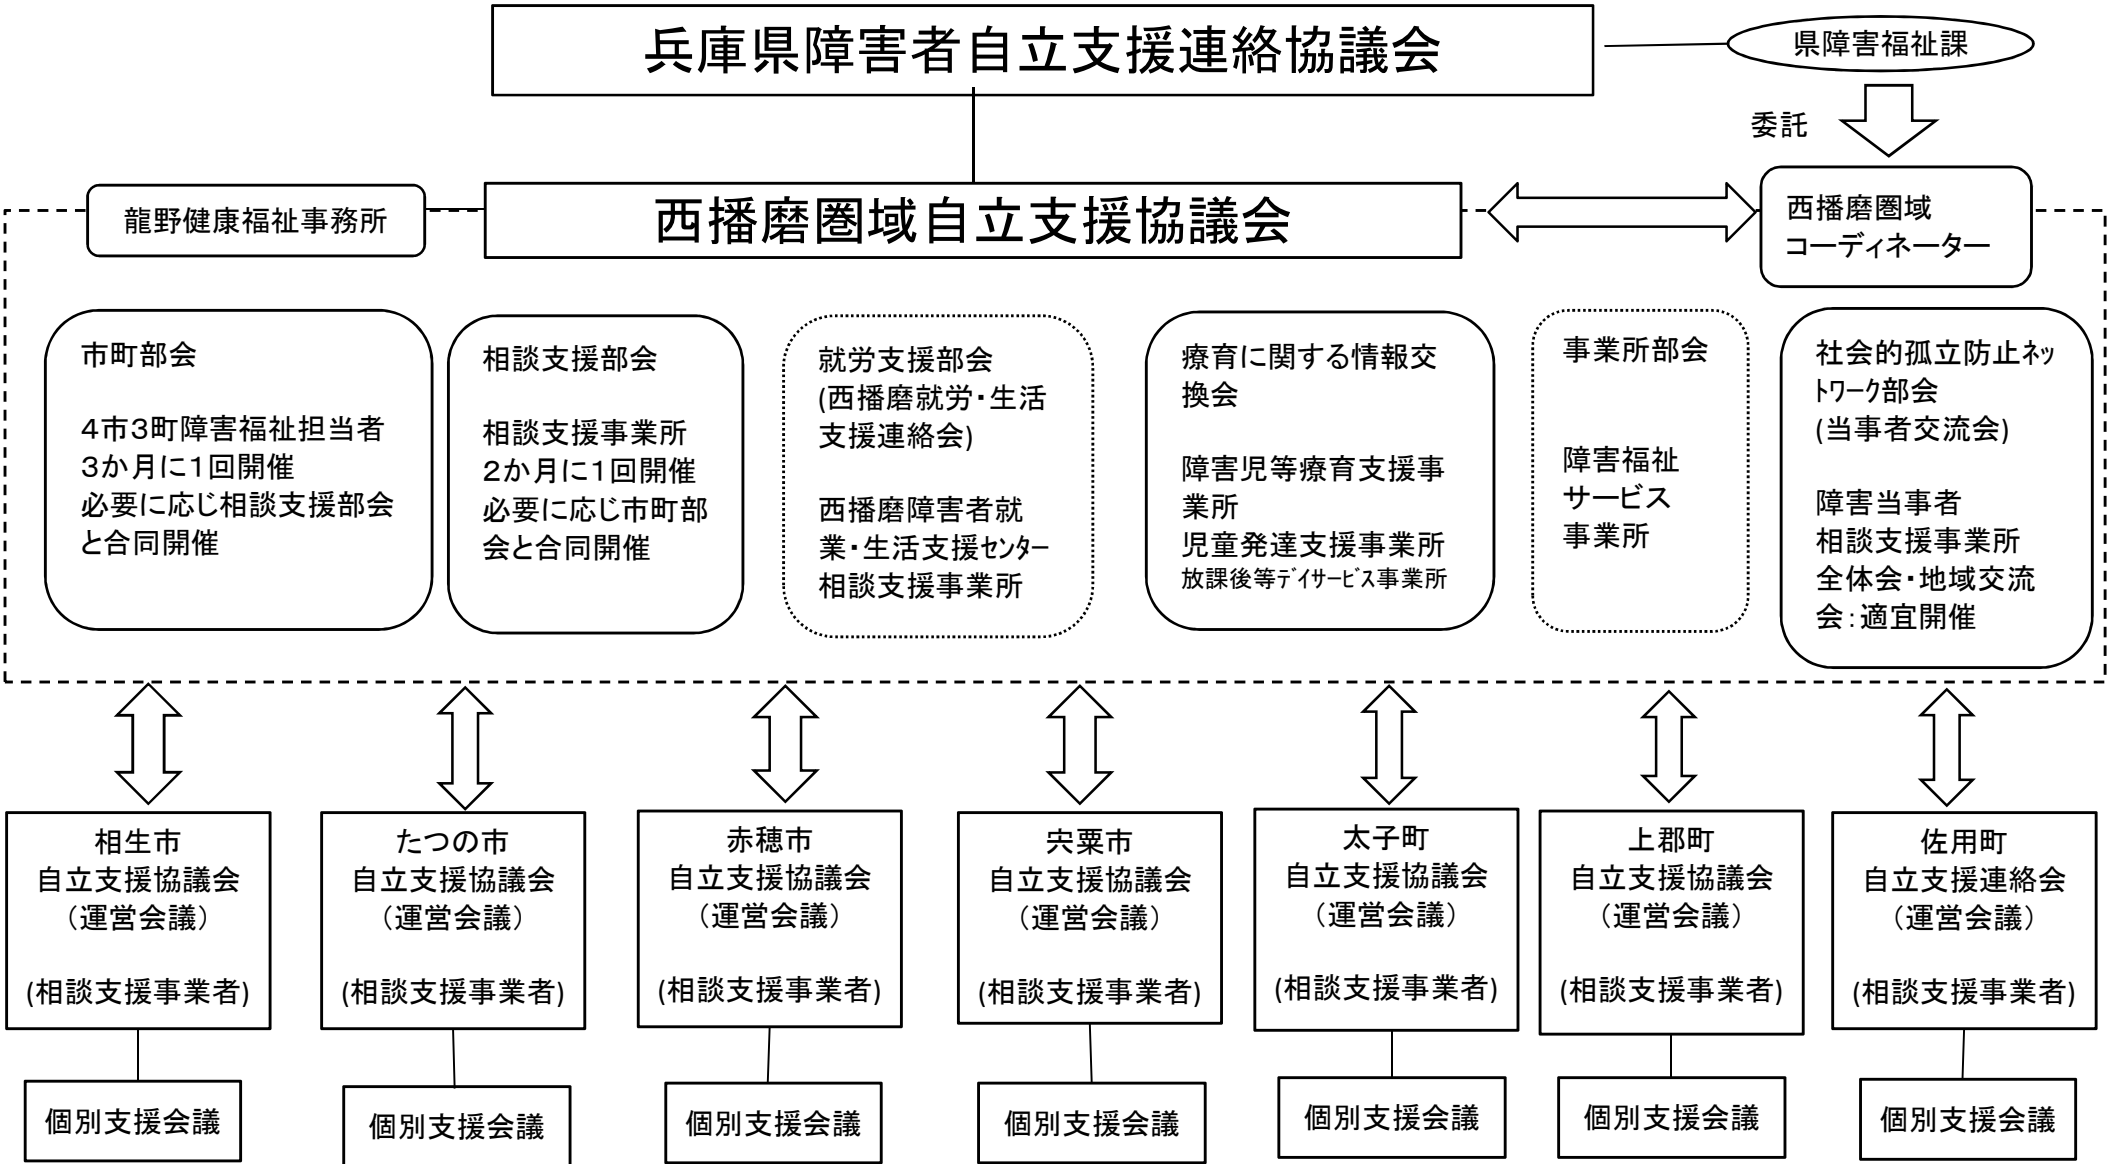 兵庫県障害者自立支援連絡協議会
県障害福祉課
委託
龍野健康福祉事務所
西播磨圏域自立支援協議会
西播磨圏域
コーディネーター
市町部会
4市3町障害福祉担当者
3か月に1回開催
必要に応じ相談支援部会
と合同開催
相談支援部会
相談支援事業所
2か月に1回開催
必要に応じ市町部
会と合同開催
就労支援部会
(西播磨就労・生活
支援連絡会)
西播磨障害者就
業・生活支援ｾﾝﾀｰ
相談支援事業所
療育に関する情報交
換会
障害児等療育支援事
業所
児童発達支援事業所
放課後等ﾃﾞｲｻｰﾋﾞｽ事業所
事業所部会
障害福祉
サービス
事業所
社会的孤立防止ﾈｯ
ﾄﾜｰｸ部会
(当事者交流会)
障害当事者
相談支援事業所
全体会・地域交流
会：適宜開催
相生市
自立支援協議会
（運営会議）
(相談支援事業者)
個別支援会議
たつの市
自立支援協議会
（運営会議）
(相談支援事業者)
個別支援会議
赤穂市
自立支援協議会
（運営会議）
(相談支援事業者)
個別支援会議
宍粟市
自立支援協議会
（運営会議）
(相談支援事業者)
個別支援会議
太子町
自立支援協議会
（運営会議）
(相談支援事業者)
個別支援会議
上郡町
自立支援協議会
（運営会議）
(相談支援事業者)
個別支援会議
佐用町
自立支援連絡会
（運営会議）
(相談支援事業者)
個別支援会議